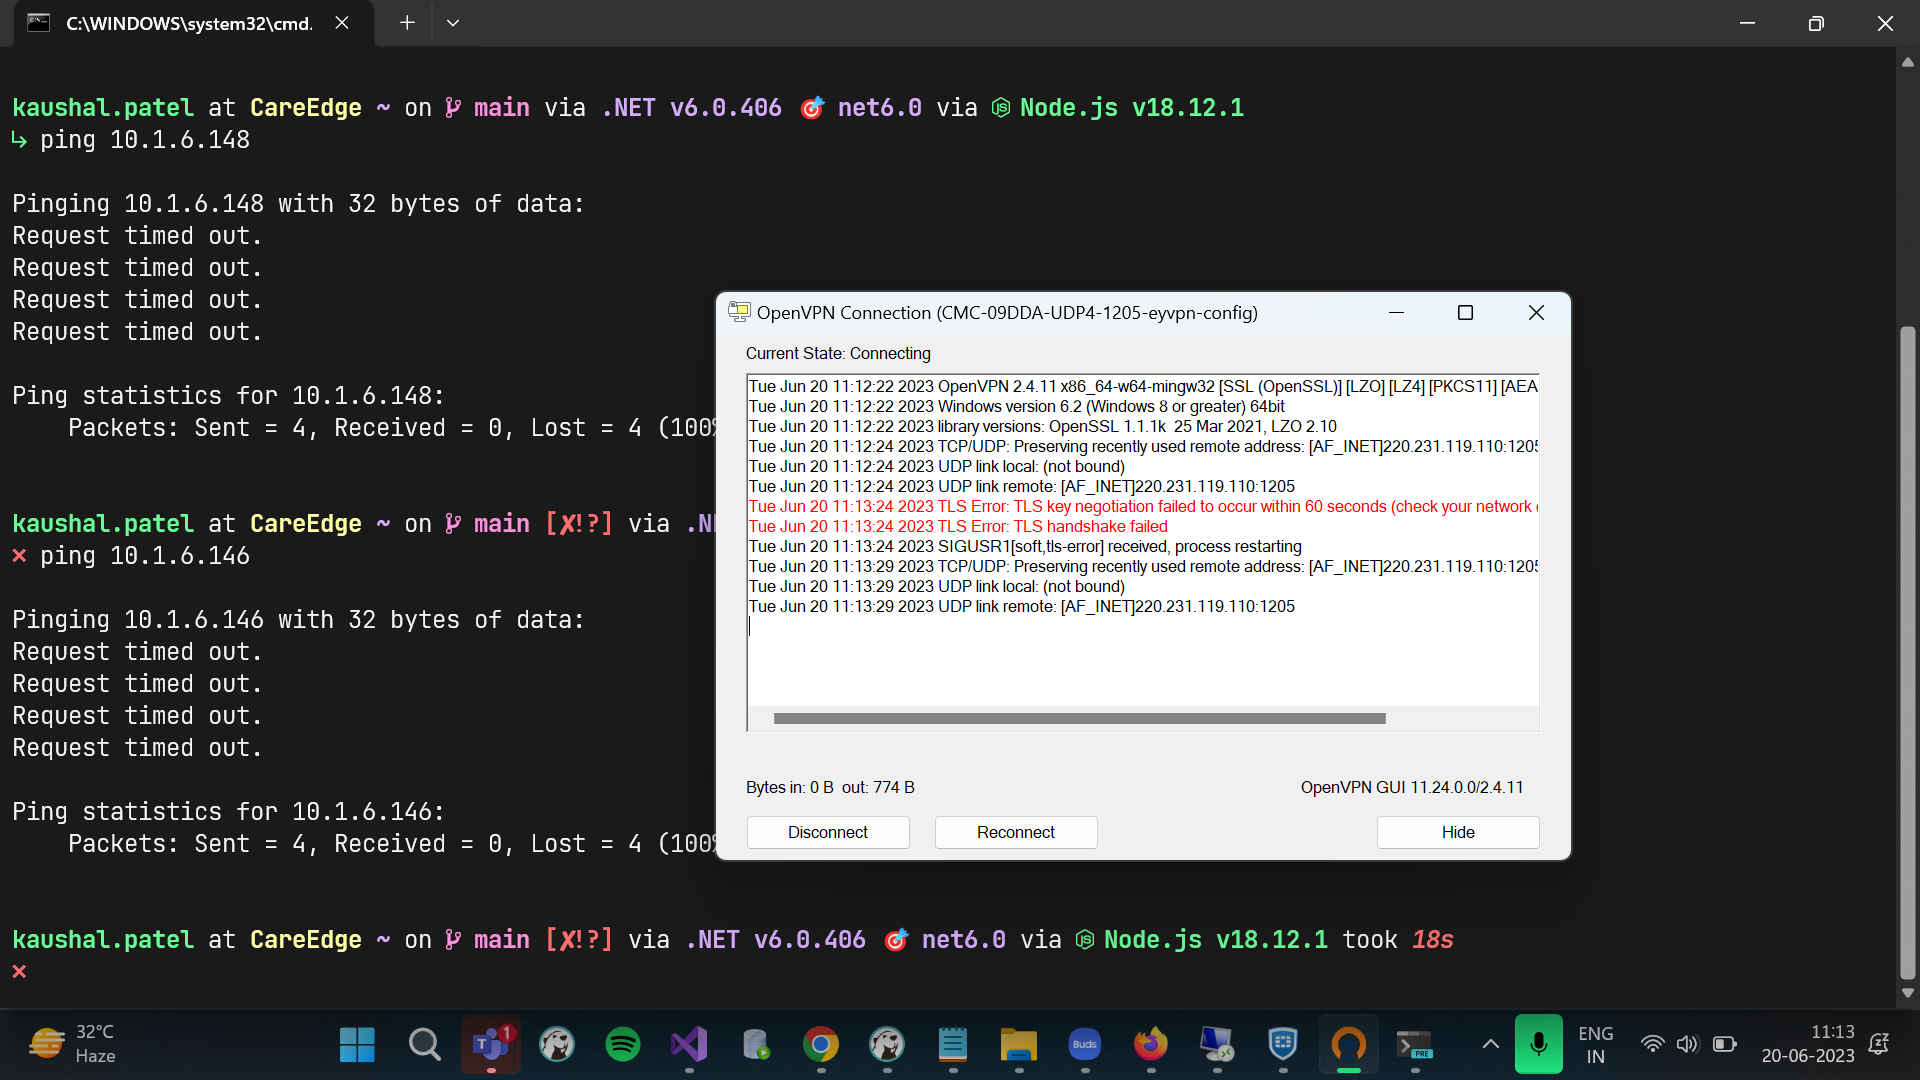 C:\WINDOWS\system32\cmd.
kaushal.patel at CareEdge ~ on main via .NET v6.0.406 🎯 net6.0 via Node.js v18.12.1
↳ ping 10.1.6.148
Pinging 10.1.6.148 with 32 bytes of data:
Request timed out.
Request timed out.
Request timed out.
Request timed out.
Ping statistics for 10.1.6.148:
Packets: Sent = 4, Received = 0, Lost = 4 (100%
kaushal.patel at CareEdge ~ on main [✘!?] via .N
× ping 10.1.6.146
Pinging 10.1.6.146 with 32 bytes of data:
Request timed out.
Request timed out.
Request timed out.
Request timed out.
Ping statistics for 10.1.6.146:
Packets: Sent = 4, Received = 0, Lost = 4 (100%
kaushal.patel at CareEdge ~ on main [✘!?] via .NET v6.0.406 🎯 net6.0 via Node.js v18.12.1 took 18s
×
OpenVPN Connection (CMC-09DDA-UDP4-1205-eyvpn-config)
Current State: Connecting
Tue Jun 20 11:12:22 2023 OpenVPN 2.4.11 x86_64-w64-mingw32 [SSL (OpenSSL)] [LZO] [LZ4] [PKCS11] [AEA
Tue Jun 20 11:12:22 2023 Windows version 6.2 (Windows 8 or greater) 64bit
Tue Jun 20 11:12:22 2023 library versions: OpenSSL 1.1.1k  25 Mar 2021, LZO 2.10
Tue Jun 20 11:12:24 2023 TCP/UDP: Preserving recently used remote address: [AF_INET]220.231.119.110:1205
Tue Jun 20 11:12:24 2023 UDP link local: (not bound)
Tue Jun 20 11:12:24 2023 UDP link remote: [AF_INET]220.231.119.110:1205
Tue Jun 20 11:13:24 2023 TLS Error: TLS key negotiation failed to occur within 60 seconds (check your network
Tue Jun 20 11:13:24 2023 TLS Error: TLS handshake failed
Tue Jun 20 11:13:24 2023 SIGUSR1[soft,tls-error] received, process restarting
Tue Jun 20 11:13:29 2023 TCP/UDP: Preserving recently used remote address: [AF_INET]220.231.119.110:1205
Tue Jun 20 11:13:29 2023 UDP link local: (not bound)
Tue Jun 20 11:13:29 2023 UDP link remote: [AF_INET]220.231.119.110:1205
Bytes in: 0 B  out: 774 B
OpenVPN GUI 11.24.0.0/2.4.11
Disconnect
Reconnect
Hide
32°C
Haze
1
Buds
PRE
ENG
IN
11:13
20-06-2023